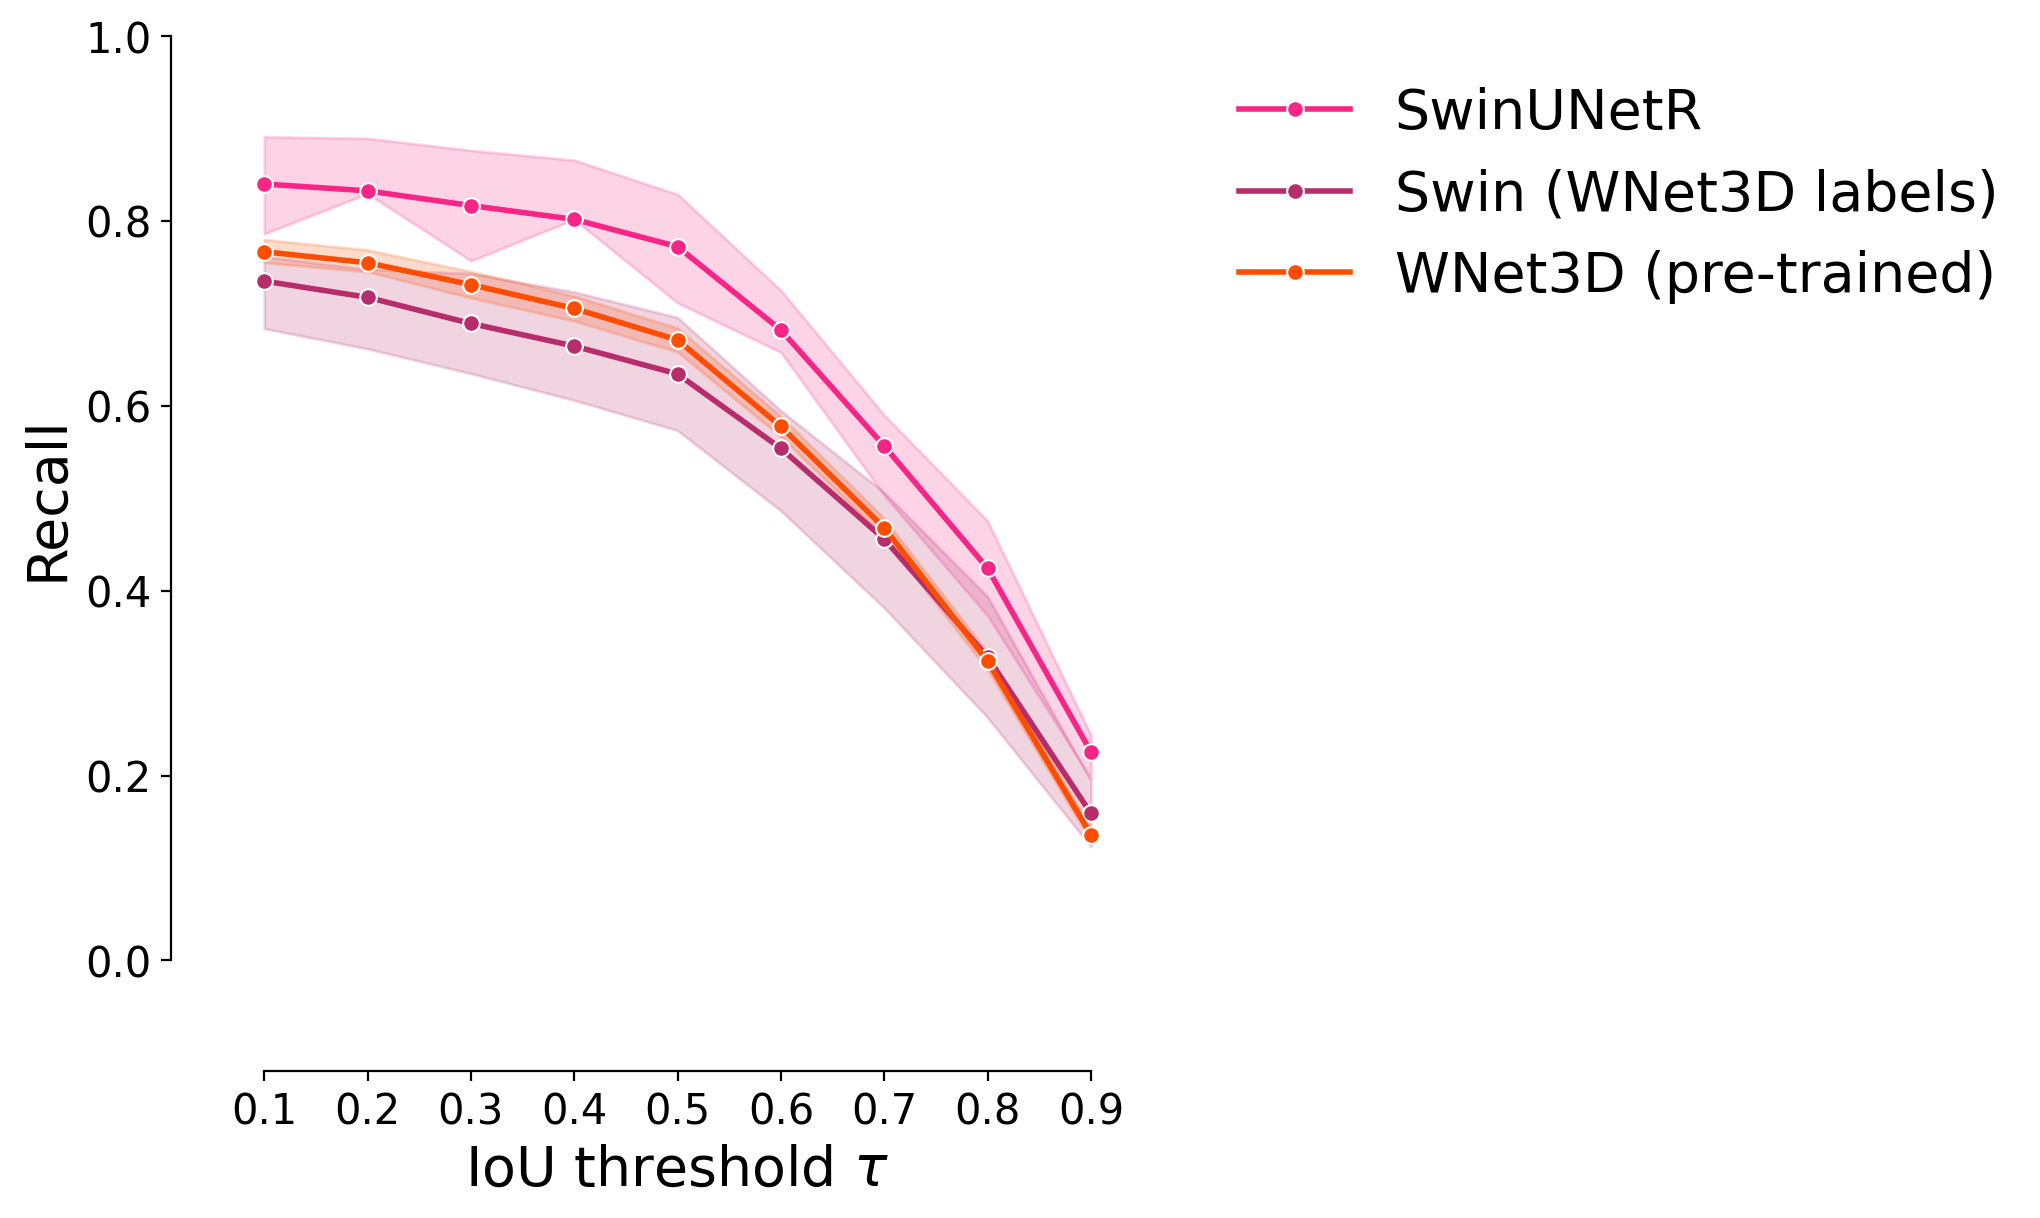 1.0
0.8
0.6
0.4
0.2
0.0
Recall
0.1 0.2 0.3 0.4 0.5 0.6 0.7 0.8 0.9
IoU threshold τ
SwinUNetR
Swin (WNet3D labels)
WNet3D (pre-trained)